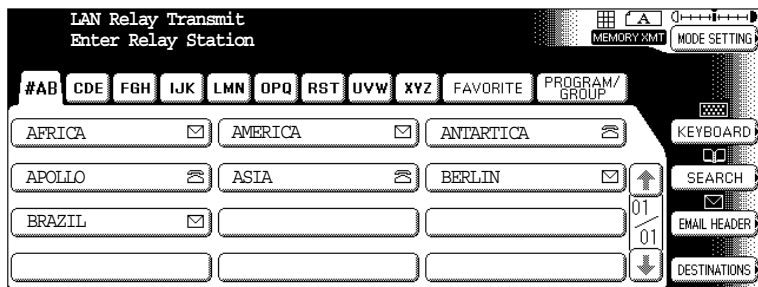 LAN Relay Transmit
Enter Relay Station
A
MEMORY XMT
MODE SETTING
#AB CDE FGH IJK LMN OPQ RST UVW XYZ FAVORITE PROGRAM/
GROUP
AFRICA AMERICA ANTARTICA
KEYBOARD
APOLLO ASIA BERLIN
SEARCH
BRAZIL
01
/
01
EMAIL HEADER
DESTINATIONS